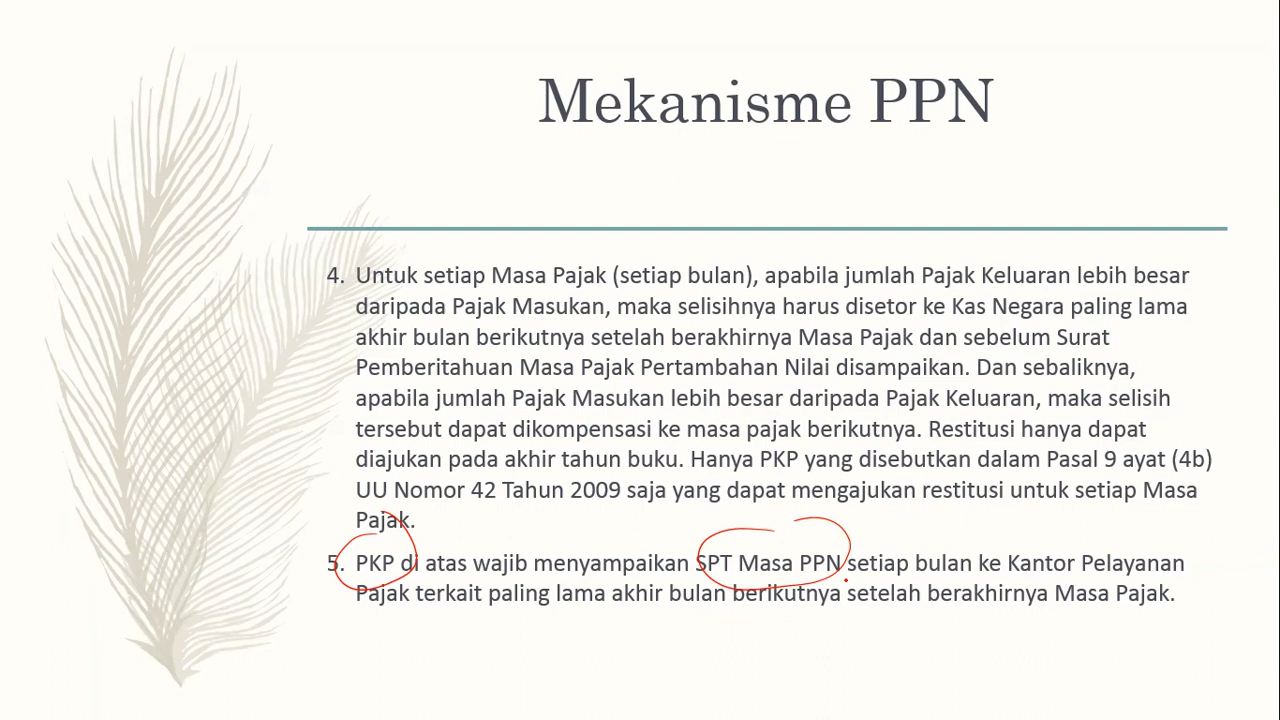 Mekanisme PPN
4. Untuk setiap Masa Pajak (setiap bulan), apabila jumlah Pajak Keluaran lebih besar
daripada Pajak Masukan, maka selisihnya harus disetor ke Kas Negara paling lama
akhir bulan berikutnya setelah berakhirnya Masa Pajak dan sebelum Surat
Pemberitahuan Masa Pajak Pertambahan Nilai disampaikan. Dan sebaliknya,
apabila jumlah Pajak Masukan lebih besar daripada Pajak Keluaran, maka selisih
tersebut dapat dikompensasi ke masa pajak berikutnya. Restitusi hanya dapat
diajukan pada akhir tahun buku. Hanya PKP yang disebutkan dalam Pasal 9 ayat (4b)
UU Nomor 42 Tahun 2009 saja yang dapat mengajukan restitusi untuk setiap Masa
Pajak.
5. PKP di atas wajib menyampaikan SPT Masa PPN setiap bulan ke Kantor Pelayanan
Pajak terkait paling lama akhir bulan berikutnya setelah berakhirnya Masa Pajak.